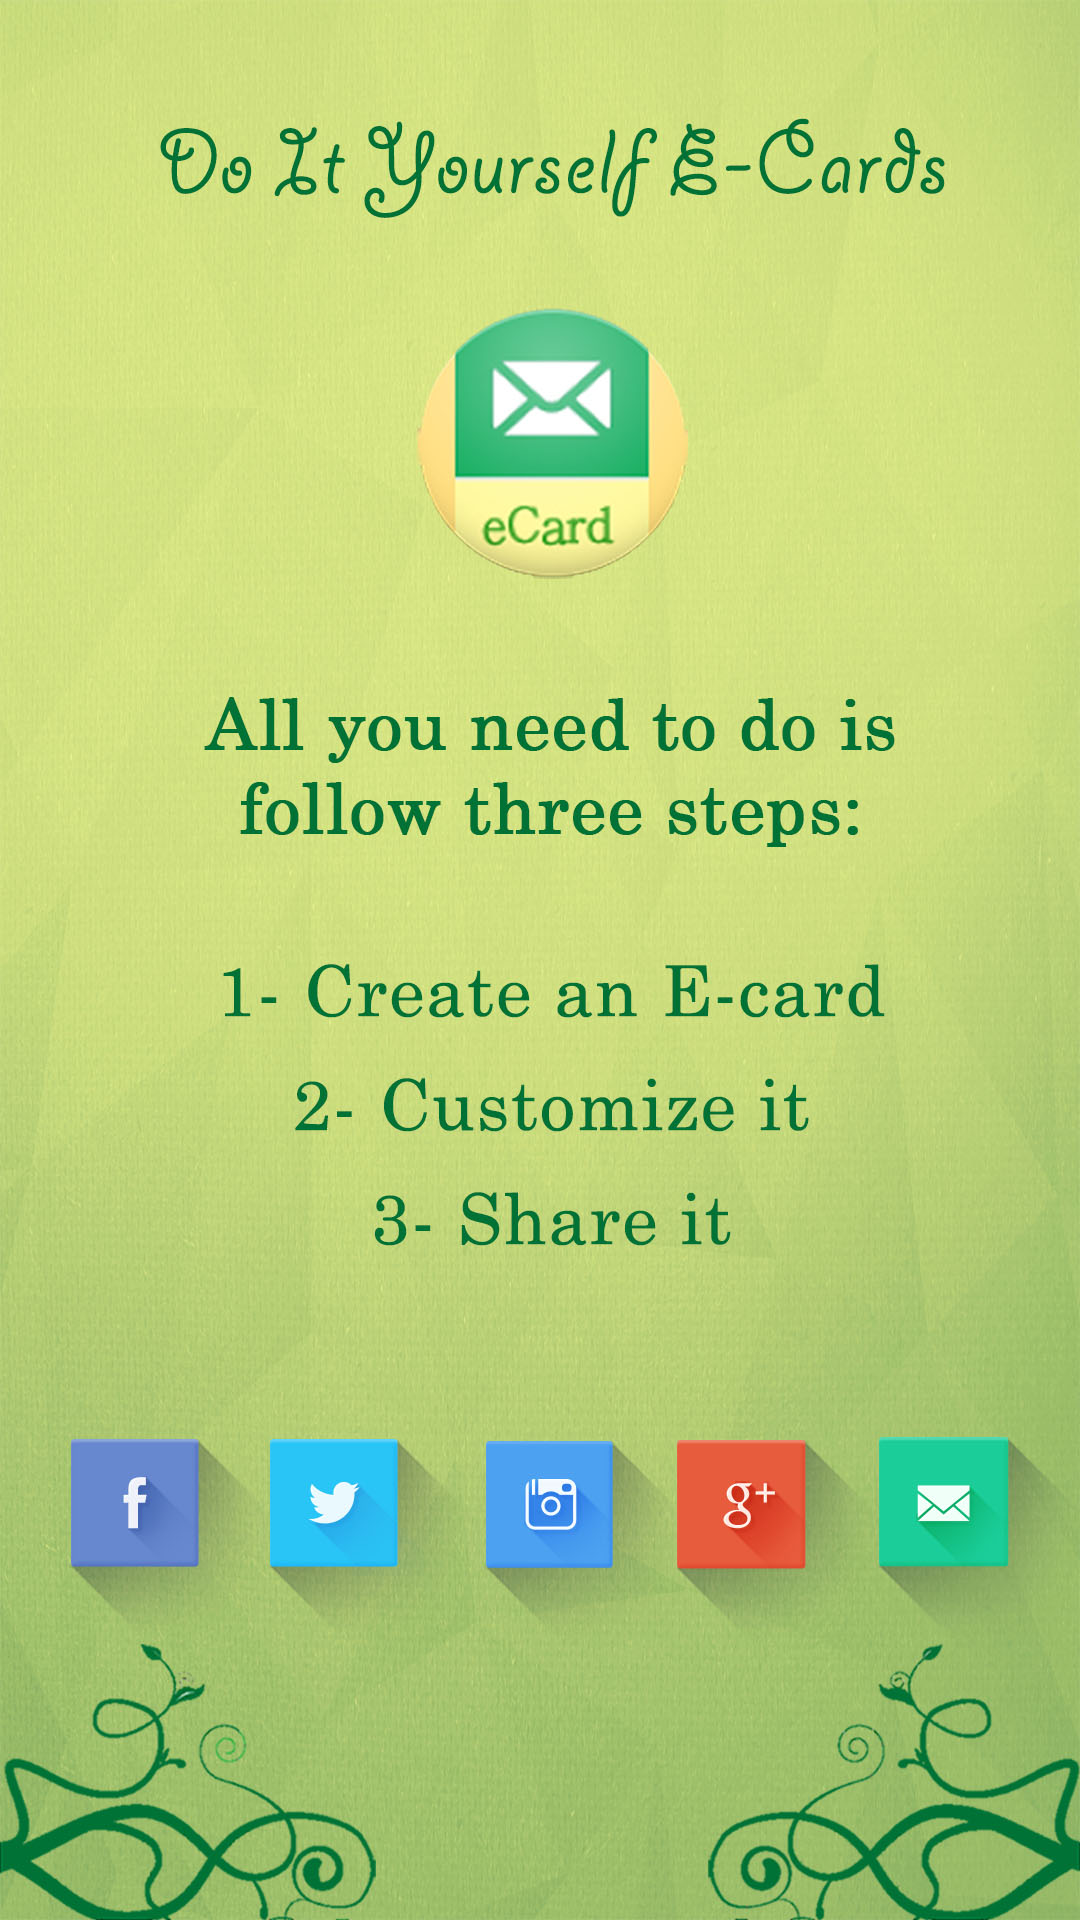 Do It Yourself E-Cards
eCard
All you need to do is
follow three steps:
1- Create an E-card
2- Customize it
3- Share it
f
g+